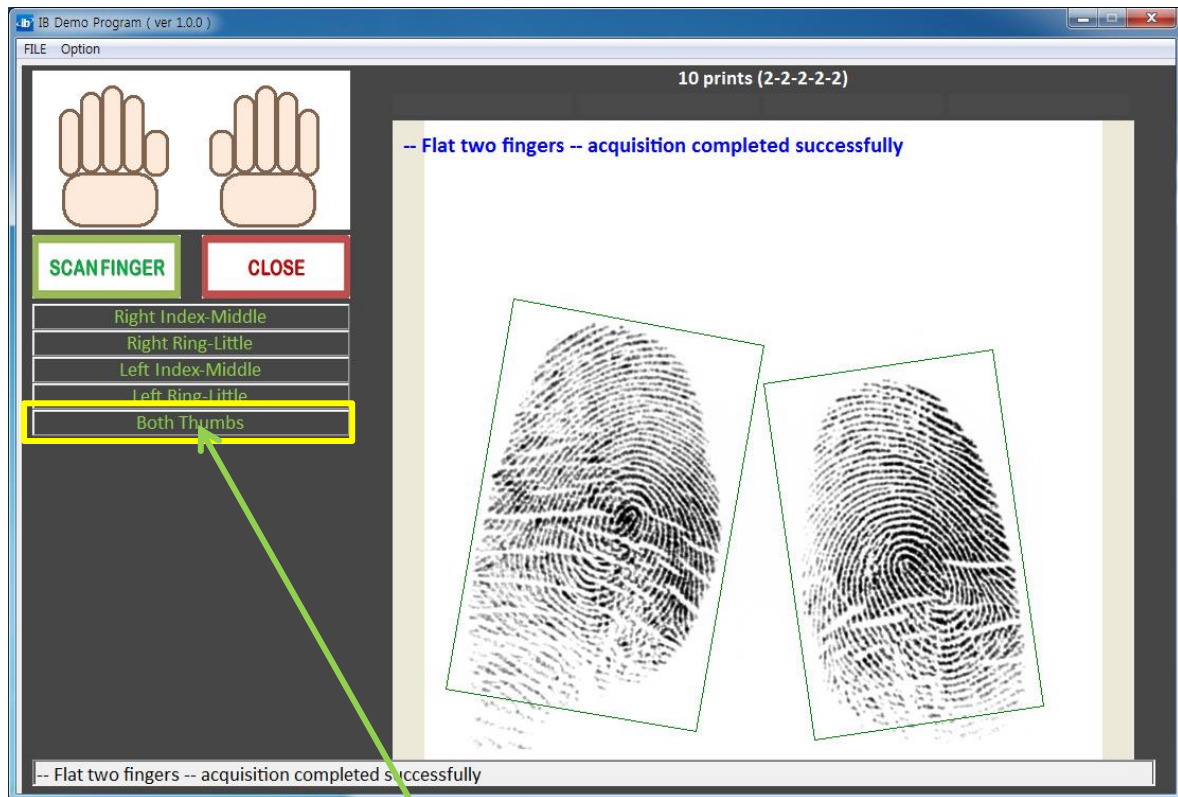 IB Demo Program ( ver 1.0.0 )
FILE Option
10 prints (2-2-2-2-2)
-- Flat two fingers -- acquisition completed successfully
SCAN FINGER
CLOSE
Right Index-Middle
Right Ring-Little
Left Index-Middle
Left Ring-Little
Both Thumbs
-- Flat two fingers -- acquisition completed successfully